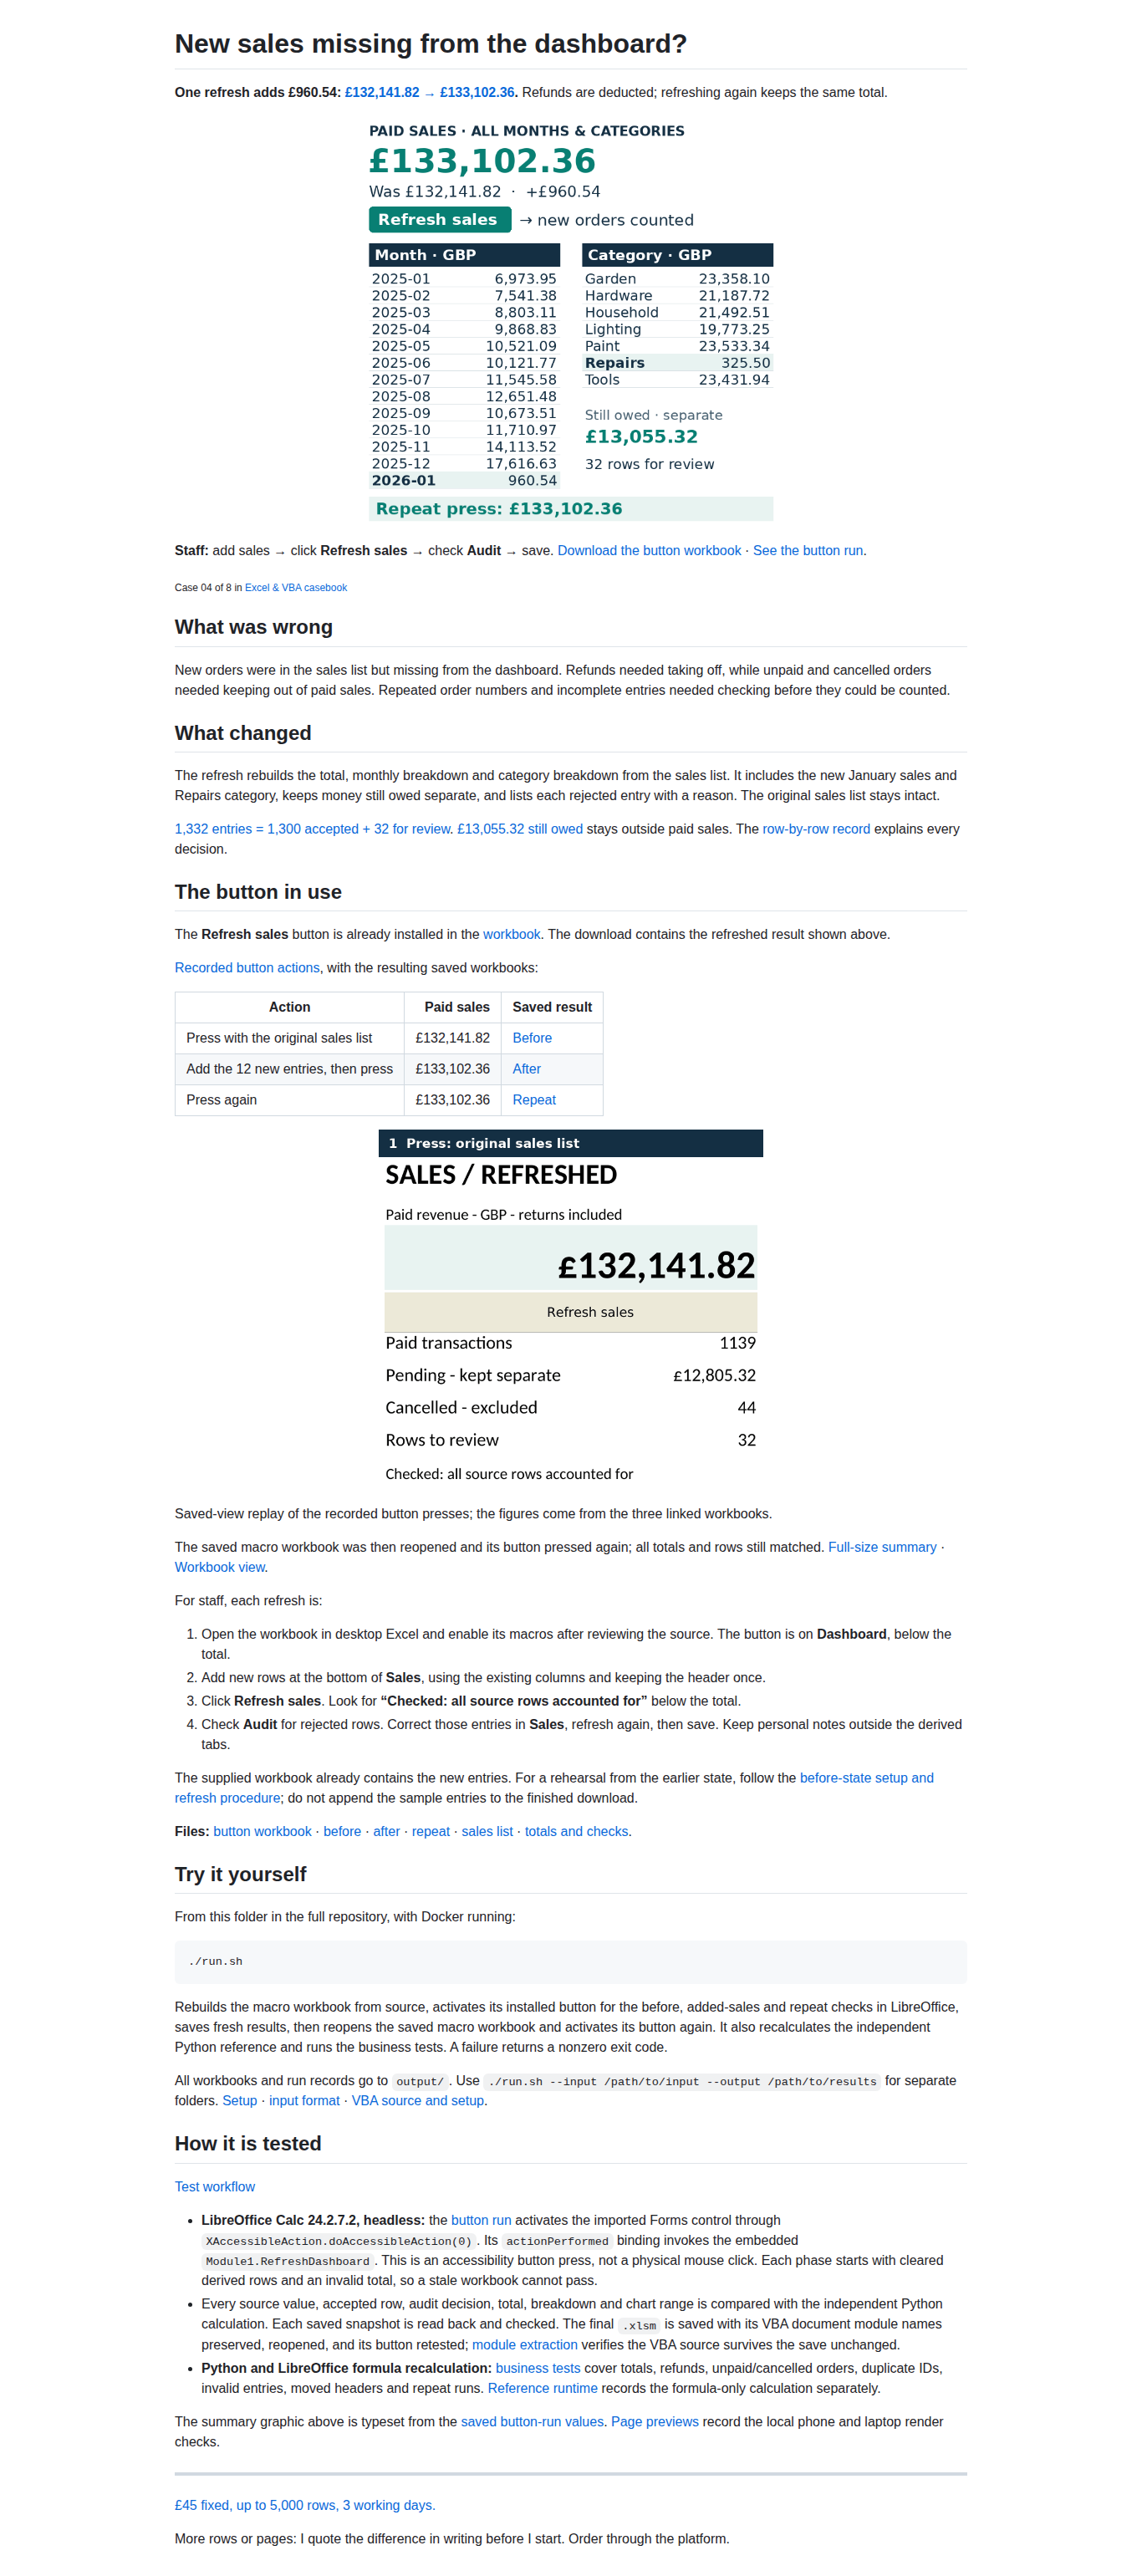 New sales missing from the dashboard?
One refresh adds £960.54: £132,141.82 → £133,102.36. Refunds are deducted; refreshing again keeps the same total.
PAID SALES · ALL MONTHS & CATEGORIES
£133,102.36
Was £132,141.82 · +£960.54
Refresh sales → new orders counted
Month · GBP
2025-01 6,973.95
2025-02 7,541.38
2025-03 8,803.11
2025-04 9,868.83
2025-05 10,521.09
2025-06 10,121.77
2025-07 11,545.58
2025-08 12,651.48
2025-09 10,673.51
2025-10 11,710.97
2025-11 14,113.52
2025-12 17,616.63
2026-01 960.54
Category · GBP
Garden 23,358.10
Hardware 21,187.72
Household 21,492.51
Lighting 19,773.25
Paint 23,533.34
Repairs 325.50
Tools 23,431.94
Still owed · separate
£13,055.32
32 rows for review
Repeat press: £133,102.36
Staff: add sales → click Refresh sales → check Audit → save. Download the button workbook · See the button run.
Case 04 of 8 in Excel & VBA casebook
What was wrong
New orders were in the sales list but missing from the dashboard. Refunds needed taking off, while unpaid and cancelled orders
needed keeping out of paid sales. Repeated order numbers and incomplete entries needed checking before they could be counted.
What changed
The refresh rebuilds the total, monthly breakdown and category breakdown from the sales list. It includes the new January sales and
Repairs category, keeps money still owed separate, and lists each rejected entry with a reason. The original sales list stays intact.
1,332 entries = 1,300 accepted + 32 for review. £13,055.32 still owed stays outside paid sales. The row-by-row record explains every
decision.
The button in use
The Refresh sales button is already installed in the workbook. The download contains the refreshed result shown above.
Recorded button actions, with the resulting saved workbooks:
Action Paid sales Saved result
Press with the original sales list £132,141.82 Before
Add the 12 new entries, then press £133,102.36 After
Press again £133,102.36 Repeat
1 Press: original sales list
SALES / REFRESHED
Paid revenue - GBP - returns included
£132,141.82
Refresh sales
Paid transactions 1139
Pending - kept separate £12,805.32
Cancelled - excluded 44
Rows to review 32
Checked: all source rows accounted for
Saved-view replay of the recorded button presses; the figures come from the three linked workbooks.
The saved macro workbook was then reopened and its button pressed again; all totals and rows still matched. Full-size summary ·
Workbook view.
For staff, each refresh is:
1. Open the workbook in desktop Excel and enable its macros after reviewing the source. The button is on Dashboard, below the
total.
2. Add new rows at the bottom of Sales, using the existing columns and keeping the header once.
3. Click Refresh sales. Look for “Checked: all source rows accounted for” below the total.
4. Check Audit for rejected rows. Correct those entries in Sales, refresh again, then save. Keep personal notes outside the derived
tabs.
The supplied workbook already contains the new entries. For a rehearsal from the earlier state, follow the before-state setup and
refresh procedure; do not append the sample entries to the finished download.
Files: button workbook · before · after · repeat · sales list · totals and checks.
Try it yourself
From this folder in the full repository, with Docker running:
./run.sh
Rebuilds the macro workbook from source, activates its installed button for the before, added-sales and repeat checks in LibreOffice,
saves fresh results, then reopens the saved macro workbook and activates its button again. It also recalculates the independent
Python reference and runs the business tests. A failure returns a nonzero exit code.
All workbooks and run records go to output/. Use ./run.sh --input /path/to/input --output /path/to/results for separate
folders. Setup · input format · VBA source and setup.
How it is tested
Test workflow
• LibreOffice Calc 24.2.7.2, headless: the button run activates the imported Forms control through
XAccessibleAction.doAccessibleAction(0). Its actionPerformed binding invokes the embedded
Module1.RefreshDashboard. This is an accessibility button press, not a physical mouse click. Each phase starts with cleared
derived rows and an invalid total, so a stale workbook cannot pass.
• Every source value, accepted row, audit decision, total, breakdown and chart range is compared with the independent Python
calculation. Each saved snapshot is read back and checked. The final .xlsm is saved with its VBA document module names
preserved, reopened, and its button retested; module extraction verifies the VBA source survives the save unchanged.
• Python and LibreOffice formula recalculation: business tests cover totals, refunds, unpaid/cancelled orders, duplicate IDs,
invalid entries, moved headers and repeat runs. Reference runtime records the formula-only calculation separately.
The summary graphic above is typeset from the saved button-run values. Page previews record the local phone and laptop render
checks.
£45 fixed, up to 5,000 rows, 3 working days.
More rows or pages: I quote the difference in writing before I start. Order through the platform.